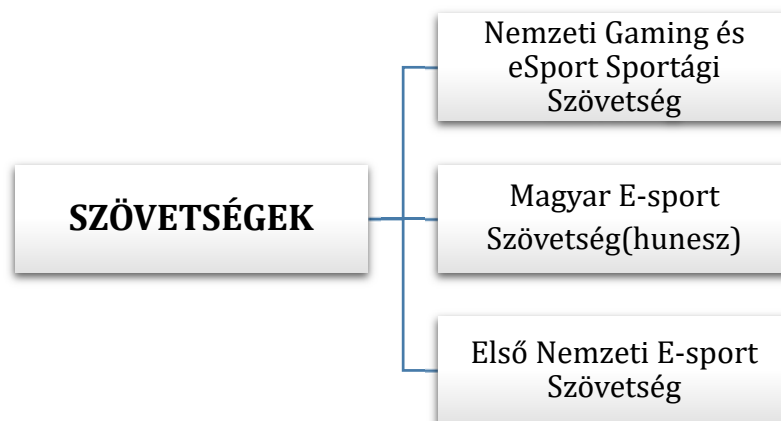 SZÖVETSÉGEK
Nemzeti Gaming és
eSport Sportági
Szövetség
Magyar E-sport
Szövetség(hunesz)
Első Nemzeti E-sport
Szövetség